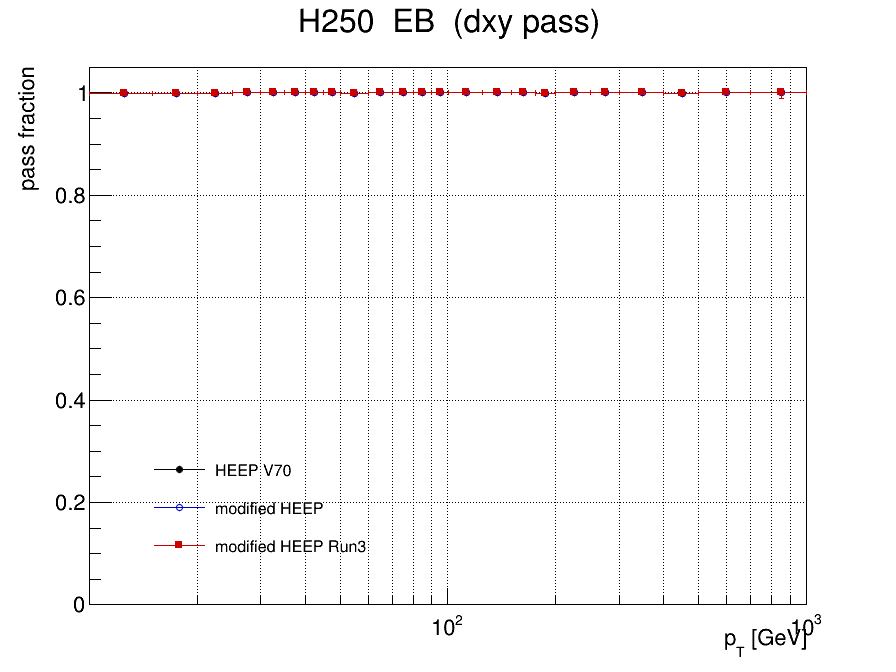 H250 EB (dxy pass)
pass fraction
1
0.8
0.6
0.4
0.2
0
HEEP V70
modified HEEP
modified HEEP Run3
10²
10³
p_T [GeV]